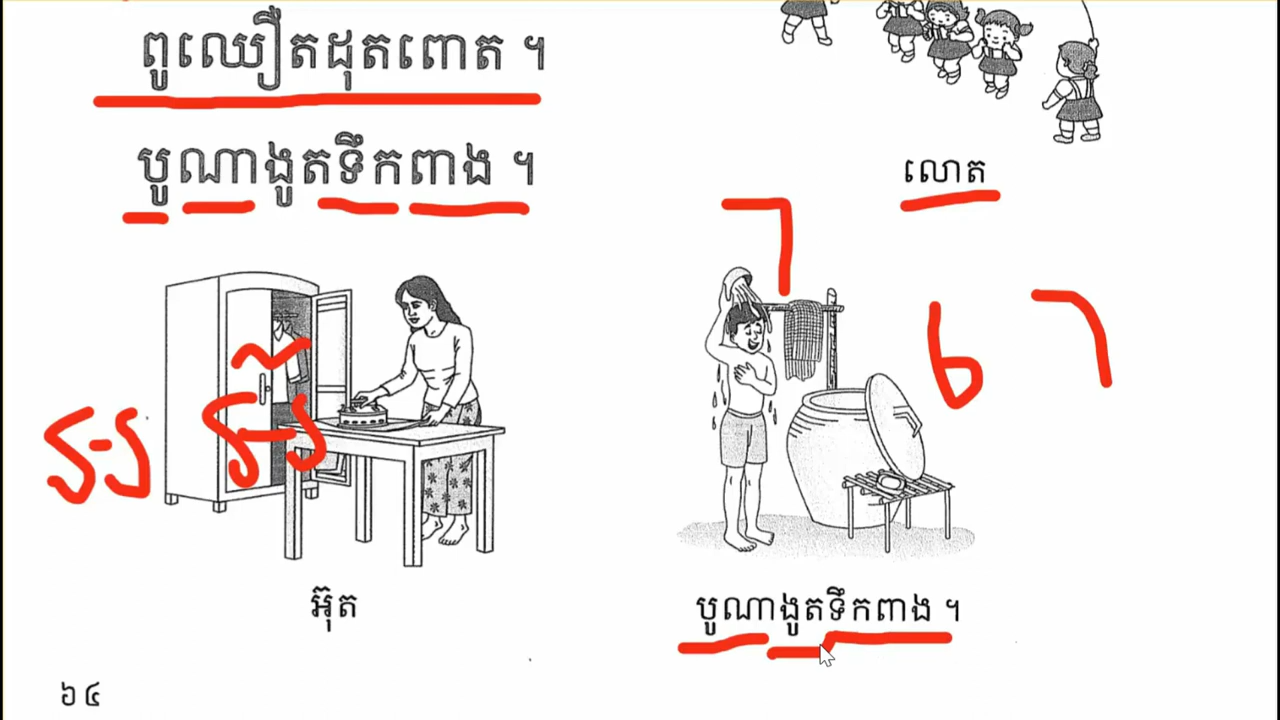 ពូឈឿតដុតពោត ។
បូណាងូតទឹកពាង ។
លោត
អ៊ុត
បូណាងូតទឹកពាង ។
៦៤